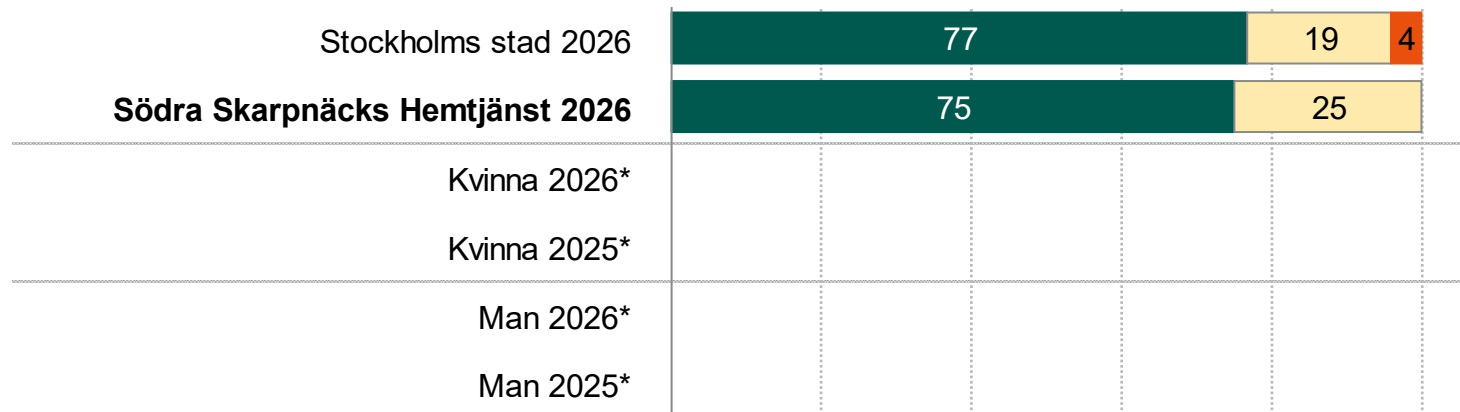 Stockholms stad 2026 77 19 4
Södra Skarpnäcks Hemtjänst 2026 75 25
Kvinna 2026*
Kvinna 2025*
Man 2026*
Man 2025*